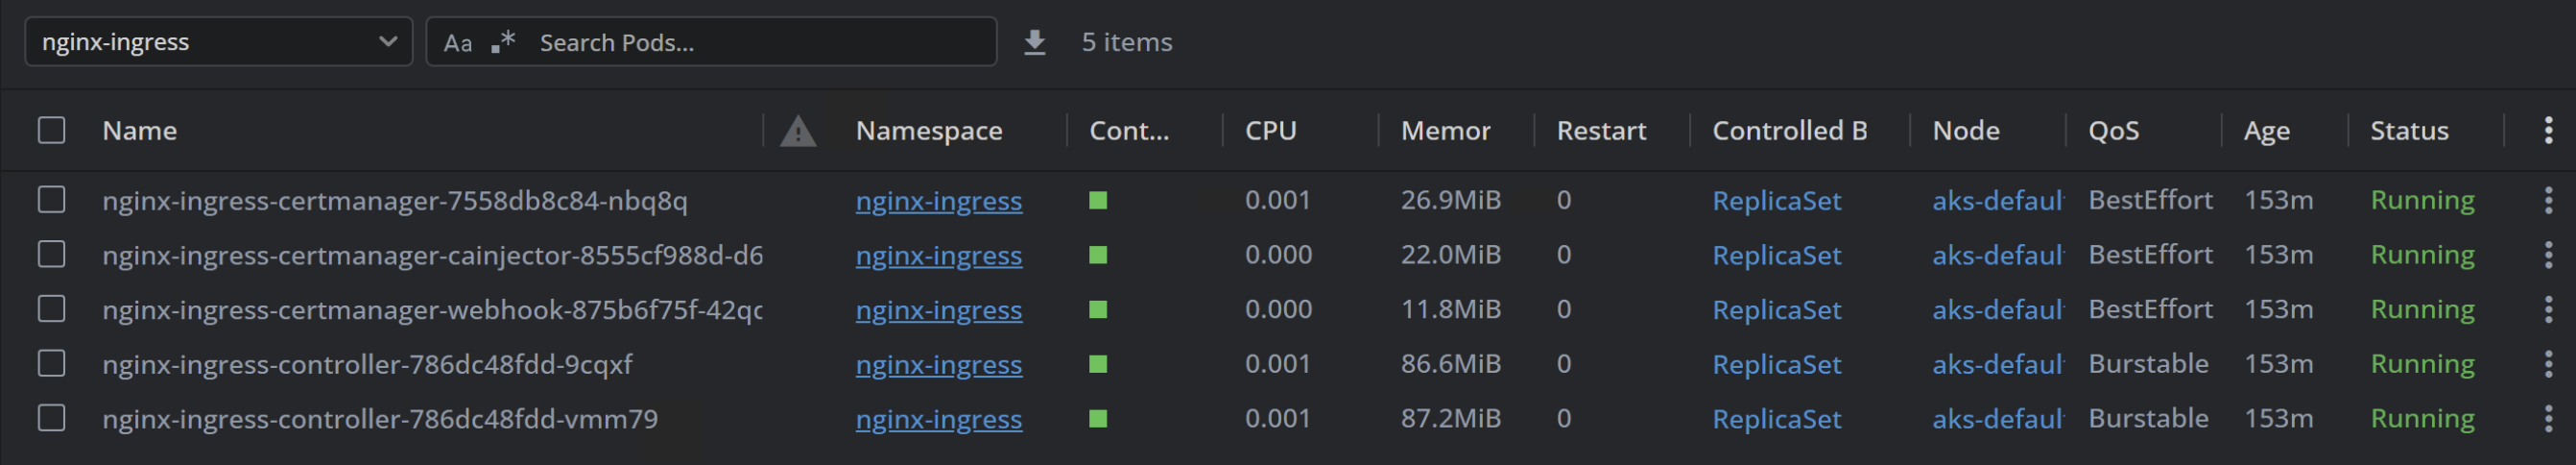 nginx-ingress Aa .* Search Pods... 5 items
Name Namespace Cont... CPU Memor Restart Controlled B Node QoS Age Status
nginx-ingress-certmanager-7558db8c84-nbq8q nginx-ingress 0.001 26.9MiB 0 ReplicaSet aks-defaul BestEffort 153m Running
nginx-ingress-certmanager-cainjector-8555cf988d-d6 nginx-ingress 0.000 22.0MiB 0 ReplicaSet aks-defaul BestEffort 153m Running
nginx-ingress-certmanager-webhook-875b6f75f-42qc nginx-ingress 0.000 11.8MiB 0 ReplicaSet aks-defaul BestEffort 153m Running
nginx-ingress-controller-786dc48fdd-9cqxf nginx-ingress 0.001 86.6MiB 0 ReplicaSet aks-defaul Burstable 153m Running
nginx-ingress-controller-786dc48fdd-vmm79 nginx-ingress 0.001 87.2MiB 0 ReplicaSet aks-defaul Burstable 153m Running